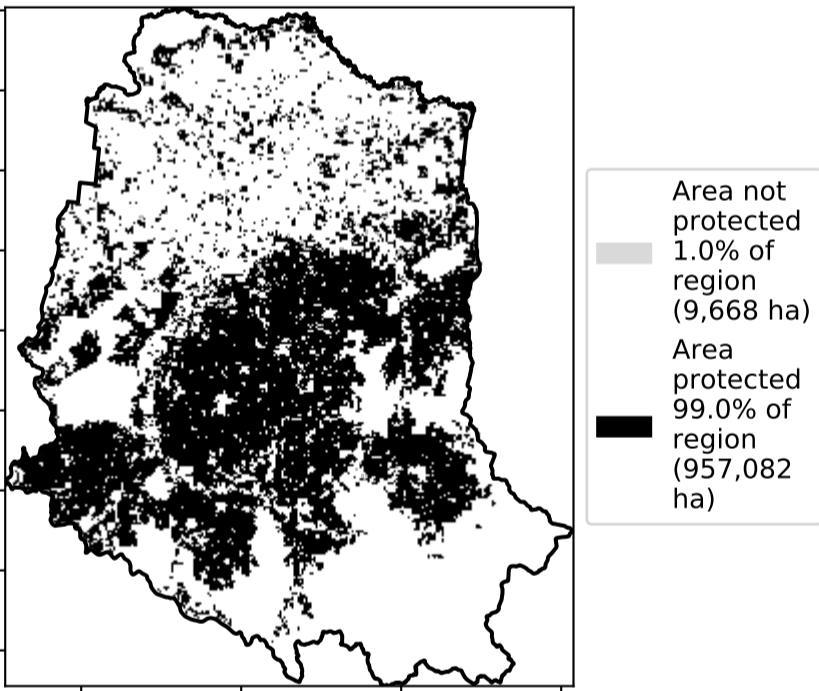 Area not
protected
1.0% of
region
(9,668 ha)
Area
protected
99.0% of
region
(957,082
ha)